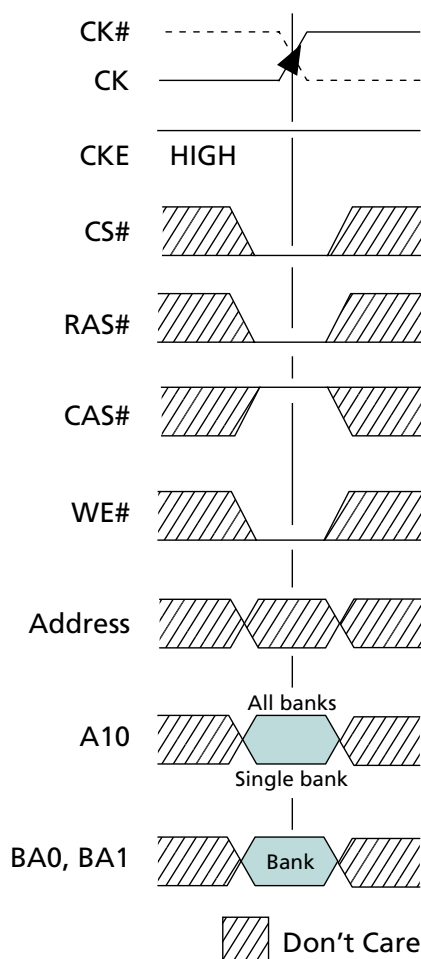 CK#
CK
CKE HIGH
CS#
RAS#
CAS#
WE#
Address
All banks
A10
Single bank
BA0, BA1 Bank
Don't Care